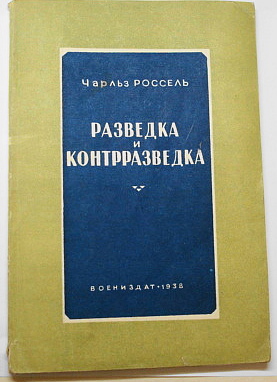 Чарльз РОССЕЛЬ
РАЗВЕДКА
И
КОНТРРАЗВЕДКА
ВОЕНИЗДАТ • 1938